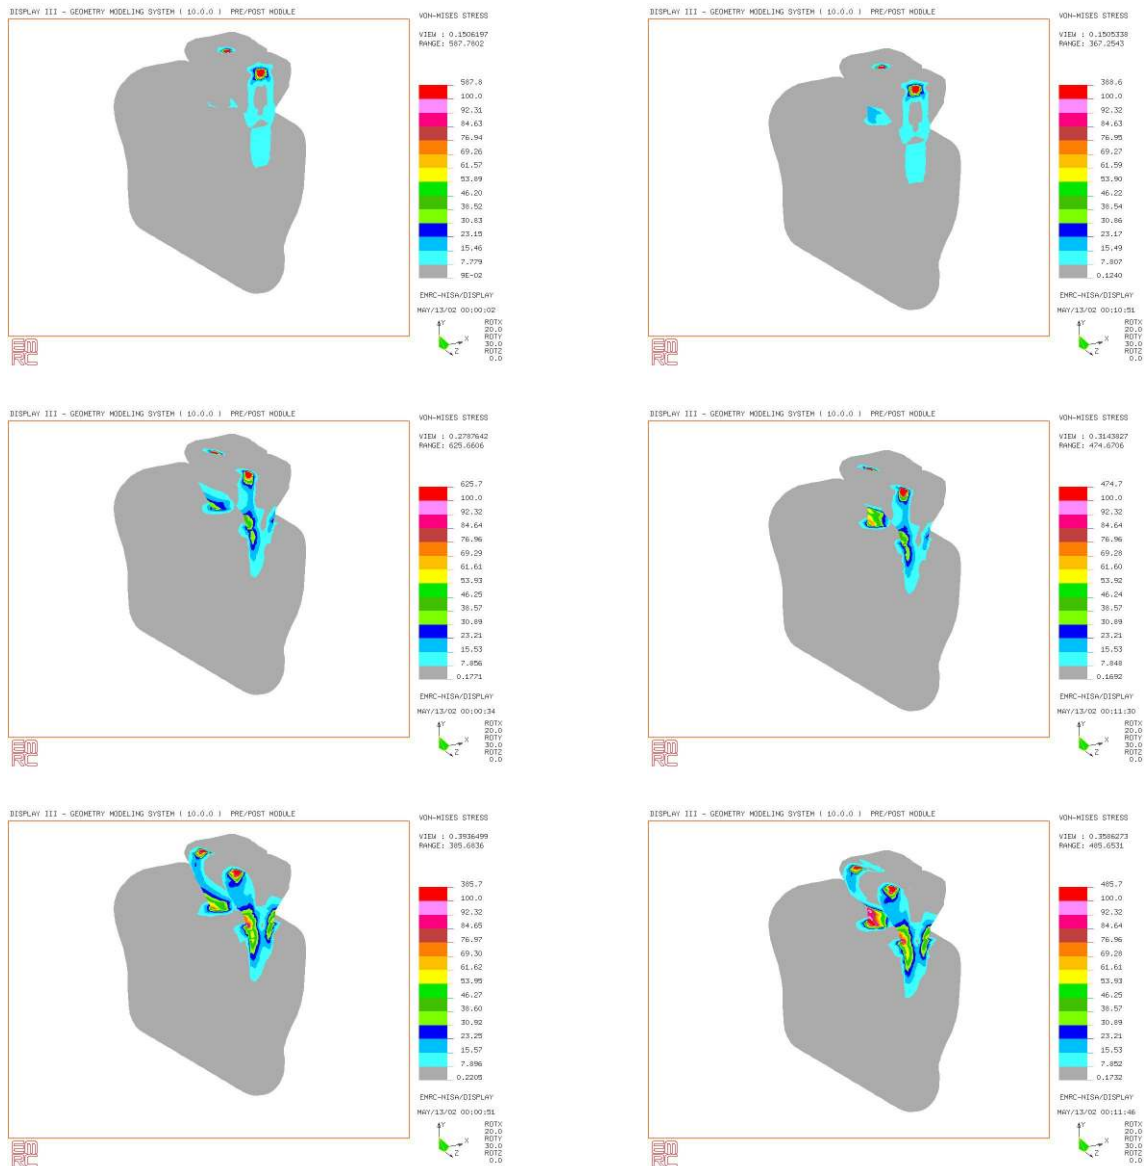 DISPLAY III - GEOMETRY MODELING SYSTEM ( 10.0.0 ) PRE/POST MODULE
VON-MISES STRESS
VIEW : 0.1506197
RANGE: 587.7802
587.8
100.0
92.31
84.63
76.94
69.26
61.57
53.89
46.20
38.52
30.83
23.15
15.46
7.779
9E-02
EMRC-NISA/DISPLAY
MAY/13/02 00:00:02
Y
X
Z
ROTX
20.0
ROTY
30.0
ROTZ
0.0
EMRC
DISPLAY III - GEOMETRY MODELING SYSTEM ( 10.0.0 ) PRE/POST MODULE
VON-MISES STRESS
VIEW : 0.1505338
RANGE: 367.2543
388.6
100.0
92.32
84.63
76.95
69.27
61.59
53.90
46.22
38.54
30.86
23.17
15.49
7.807
0.1240
EMRC-NISA/DISPLAY
MAY/13/02 00:10:51
Y
X
Z
ROTX
20.0
ROTY
30.0
ROTZ
0.0
EMRC
DISPLAY III - GEOMETRY MODELING SYSTEM ( 10.0.0 ) PRE/POST MODULE
VON-MISES STRESS
VIEW : 0.2787642
RANGE: 625.6606
625.7
100.0
92.32
84.64
76.96
69.29
61.61
53.93
46.25
38.57
30.89
23.21
15.53
7.856
0.1771
EMRC-NISA/DISPLAY
MAY/13/02 00:00:34
Y
X
Z
ROTX
20.0
ROTY
30.0
ROTZ
0.0
EMRC
DISPLAY III - GEOMETRY MODELING SYSTEM ( 10.0.0 ) PRE/POST MODULE
VON-MISES STRESS
VIEW : 0.3143827
RANGE: 474.6706
474.7
100.0
92.32
84.64
76.96
69.28
61.60
53.92
46.24
38.57
30.89
23.21
15.53
7.848
0.1692
EMRC-NISA/DISPLAY
MAY/13/02 00:11:30
Y
X
Z
ROTX
20.0
ROTY
30.0
ROTZ
0.0
EMRC
DISPLAY III - GEOMETRY MODELING SYSTEM ( 10.0.0 ) PRE/POST MODULE
VON-MISES STRESS
VIEW : 0.3936499
RANGE: 385.6836
385.7
100.0
92.32
84.65
76.97
69.30
61.62
53.95
46.27
38.60
30.92
23.25
15.57
7.896
0.2205
EMRC-NISA/DISPLAY
MAY/13/02 00:00:51
Y
X
Z
ROTX
20.0
ROTY
30.0
ROTZ
0.0
EMRC
DISPLAY III - GEOMETRY MODELING SYSTEM ( 10.0.0 ) PRE/POST MODULE
VON-MISES STRESS
VIEW : 0.3586273
RANGE: 485.6531
485.7
100.0
92.32
84.64
76.96
69.28
61.61
53.93
46.25
38.57
30.89
23.21
15.53
7.852
0.1732
EMRC-NISA/DISPLAY
MAY/13/02 00:11:46
Y
X
Z
ROTX
20.0
ROTY
30.0
ROTZ
0.0
EMRC